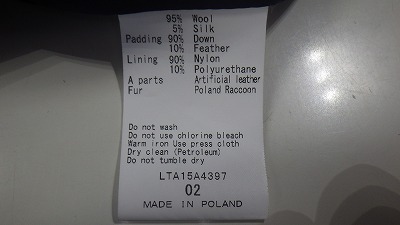 95% Wool
5% Silk
Padding 90% Down
10% Feather
Lining 90% Nylon
10% Polyurethane
A parts Artificial leather
Fur Poland Raccoon
Do not wash
Do not use chlorine bleach
Warm iron Use press cloth
Dry clean (Petroleum)
Do not tumble dry
LTA15A4397
02
MADE IN POLAND